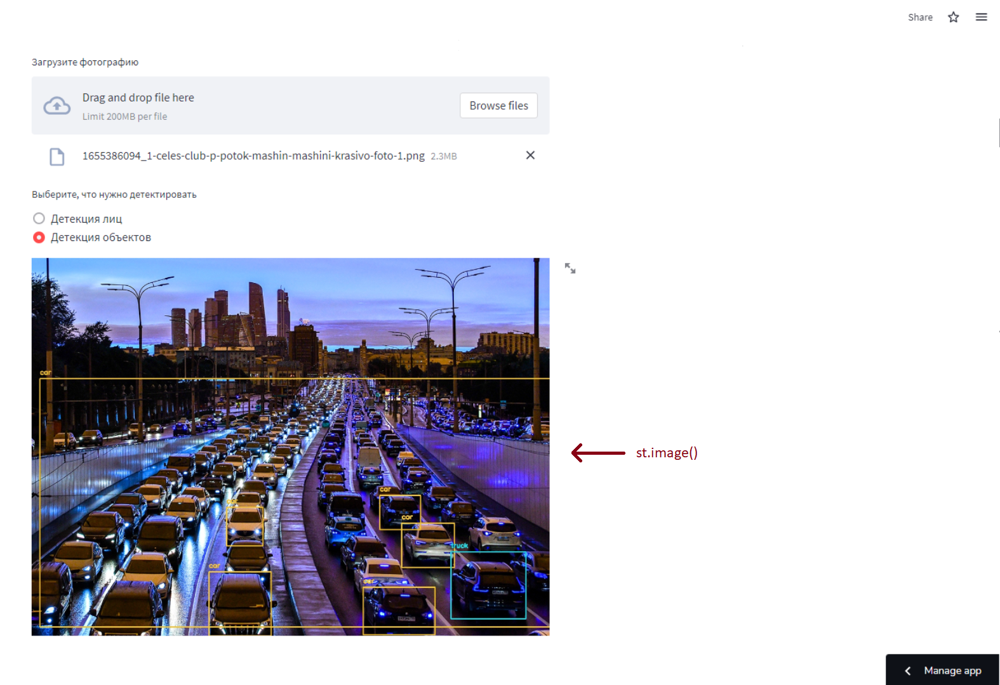 Share
Загрузите фотографию
Drag and drop file here
Limit 200MB per file
Browse files
1655386094_1-celes-club-p-potok-mashin-mashini-krasivo-foto-1.png 2.3MB
Выберите, что нужно детектировать
Детекция лиц
Детекция объектов
car
st.image()
car
car
car
truck
car
car
Manage app